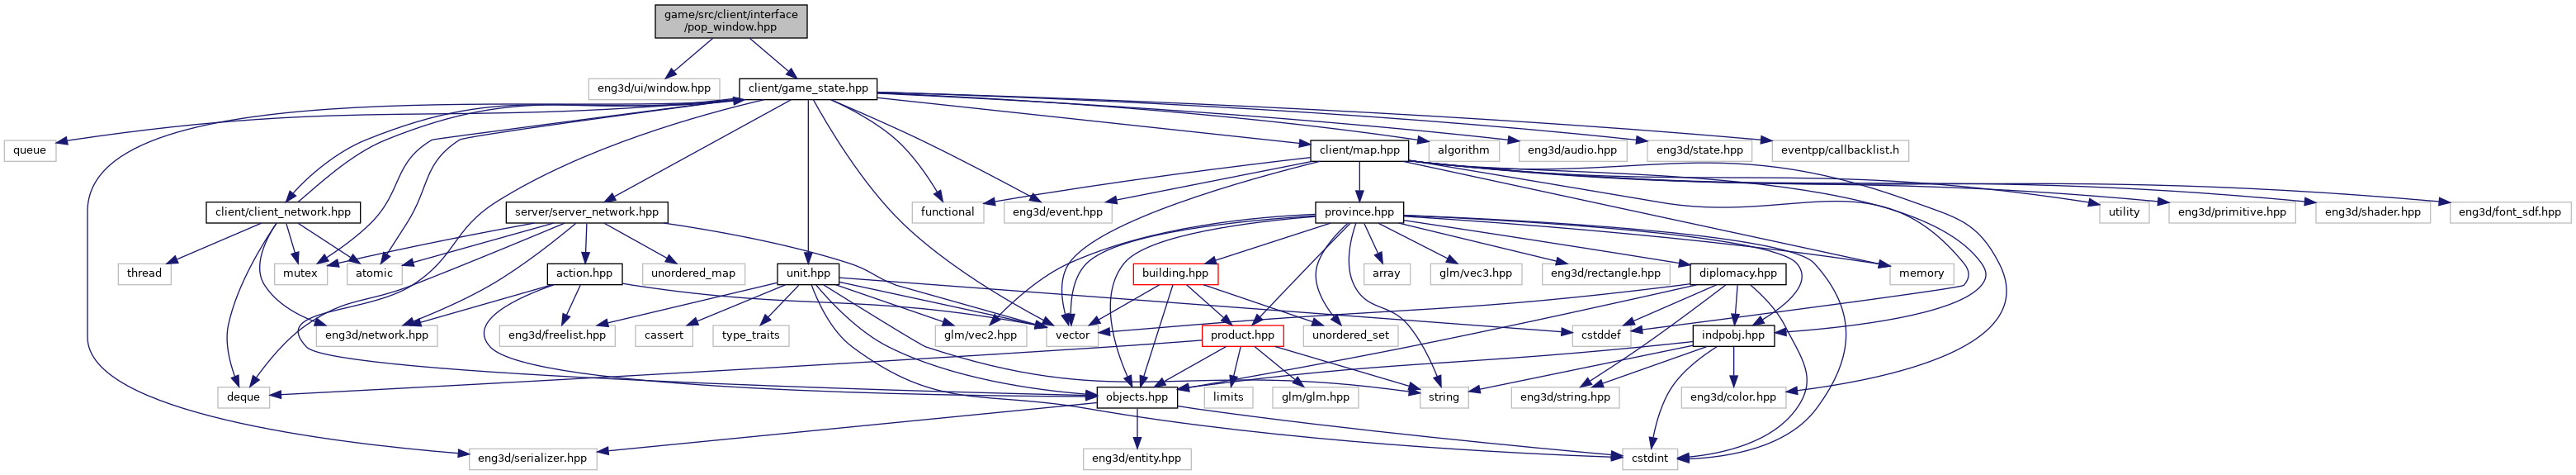 game/src/client/interface
/pop_window.hpp
eng3d/ui/window.hpp
client/game_state.hpp
queue
client/map.hpp
algorithm
eng3d/audio.hpp
eng3d/state.hpp
eventpp/callbacklist.h
client/client_network.hpp
server/server_network.hpp
functional
eng3d/event.hpp
province.hpp
utility
eng3d/primitive.hpp
eng3d/shader.hpp
eng3d/font_sdf.hpp
thread
mutex
atomic
action.hpp
unordered_map
unit.hpp
building.hpp
array
glm/vec3.hpp
eng3d/rectangle.hpp
diplomacy.hpp
memory
eng3d/network.hpp
eng3d/freelist.hpp
cassert
type_traits
glm/vec2.hpp
vector
product.hpp
unordered_set
cstddef
indpobj.hpp
deque
objects.hpp
limits
glm/glm.hpp
string
eng3d/string.hpp
eng3d/color.hpp
eng3d/serializer.hpp
eng3d/entity.hpp
cstdint